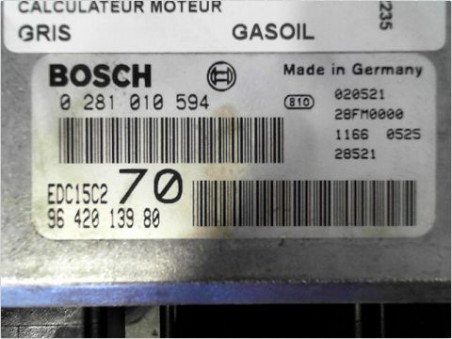 CALCULATEUR MOTEUR
GRIS GASOIL
235
BOSCH Made in Germany
0 281 010 594 810 020521
28FM0000
1166 0525
28521
EDC15C2 70
96 420 139 80